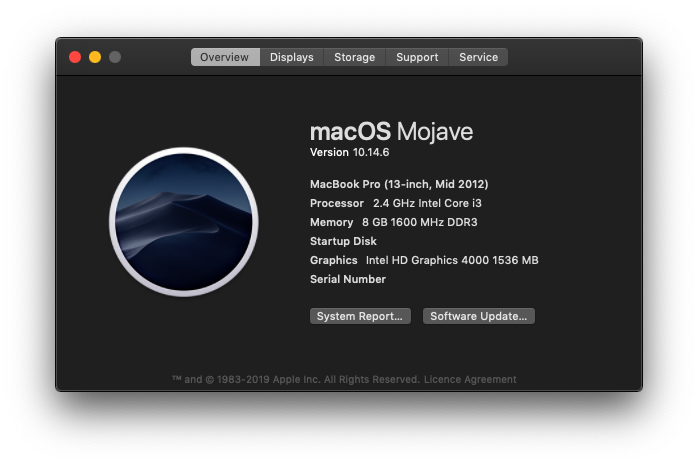 Overview Displays Storage Support Service
macOS Mojave
Version 10.14.6
MacBook Pro (13-inch, Mid 2012)
Processor 2.4 GHz Intel Core i3
Memory 8 GB 1600 MHz DDR3
Startup Disk
Graphics Intel HD Graphics 4000 1536 MB
Serial Number
System Report... Software Update...
™ and © 1983-2019 Apple Inc. All Rights Reserved. Licence Agreement